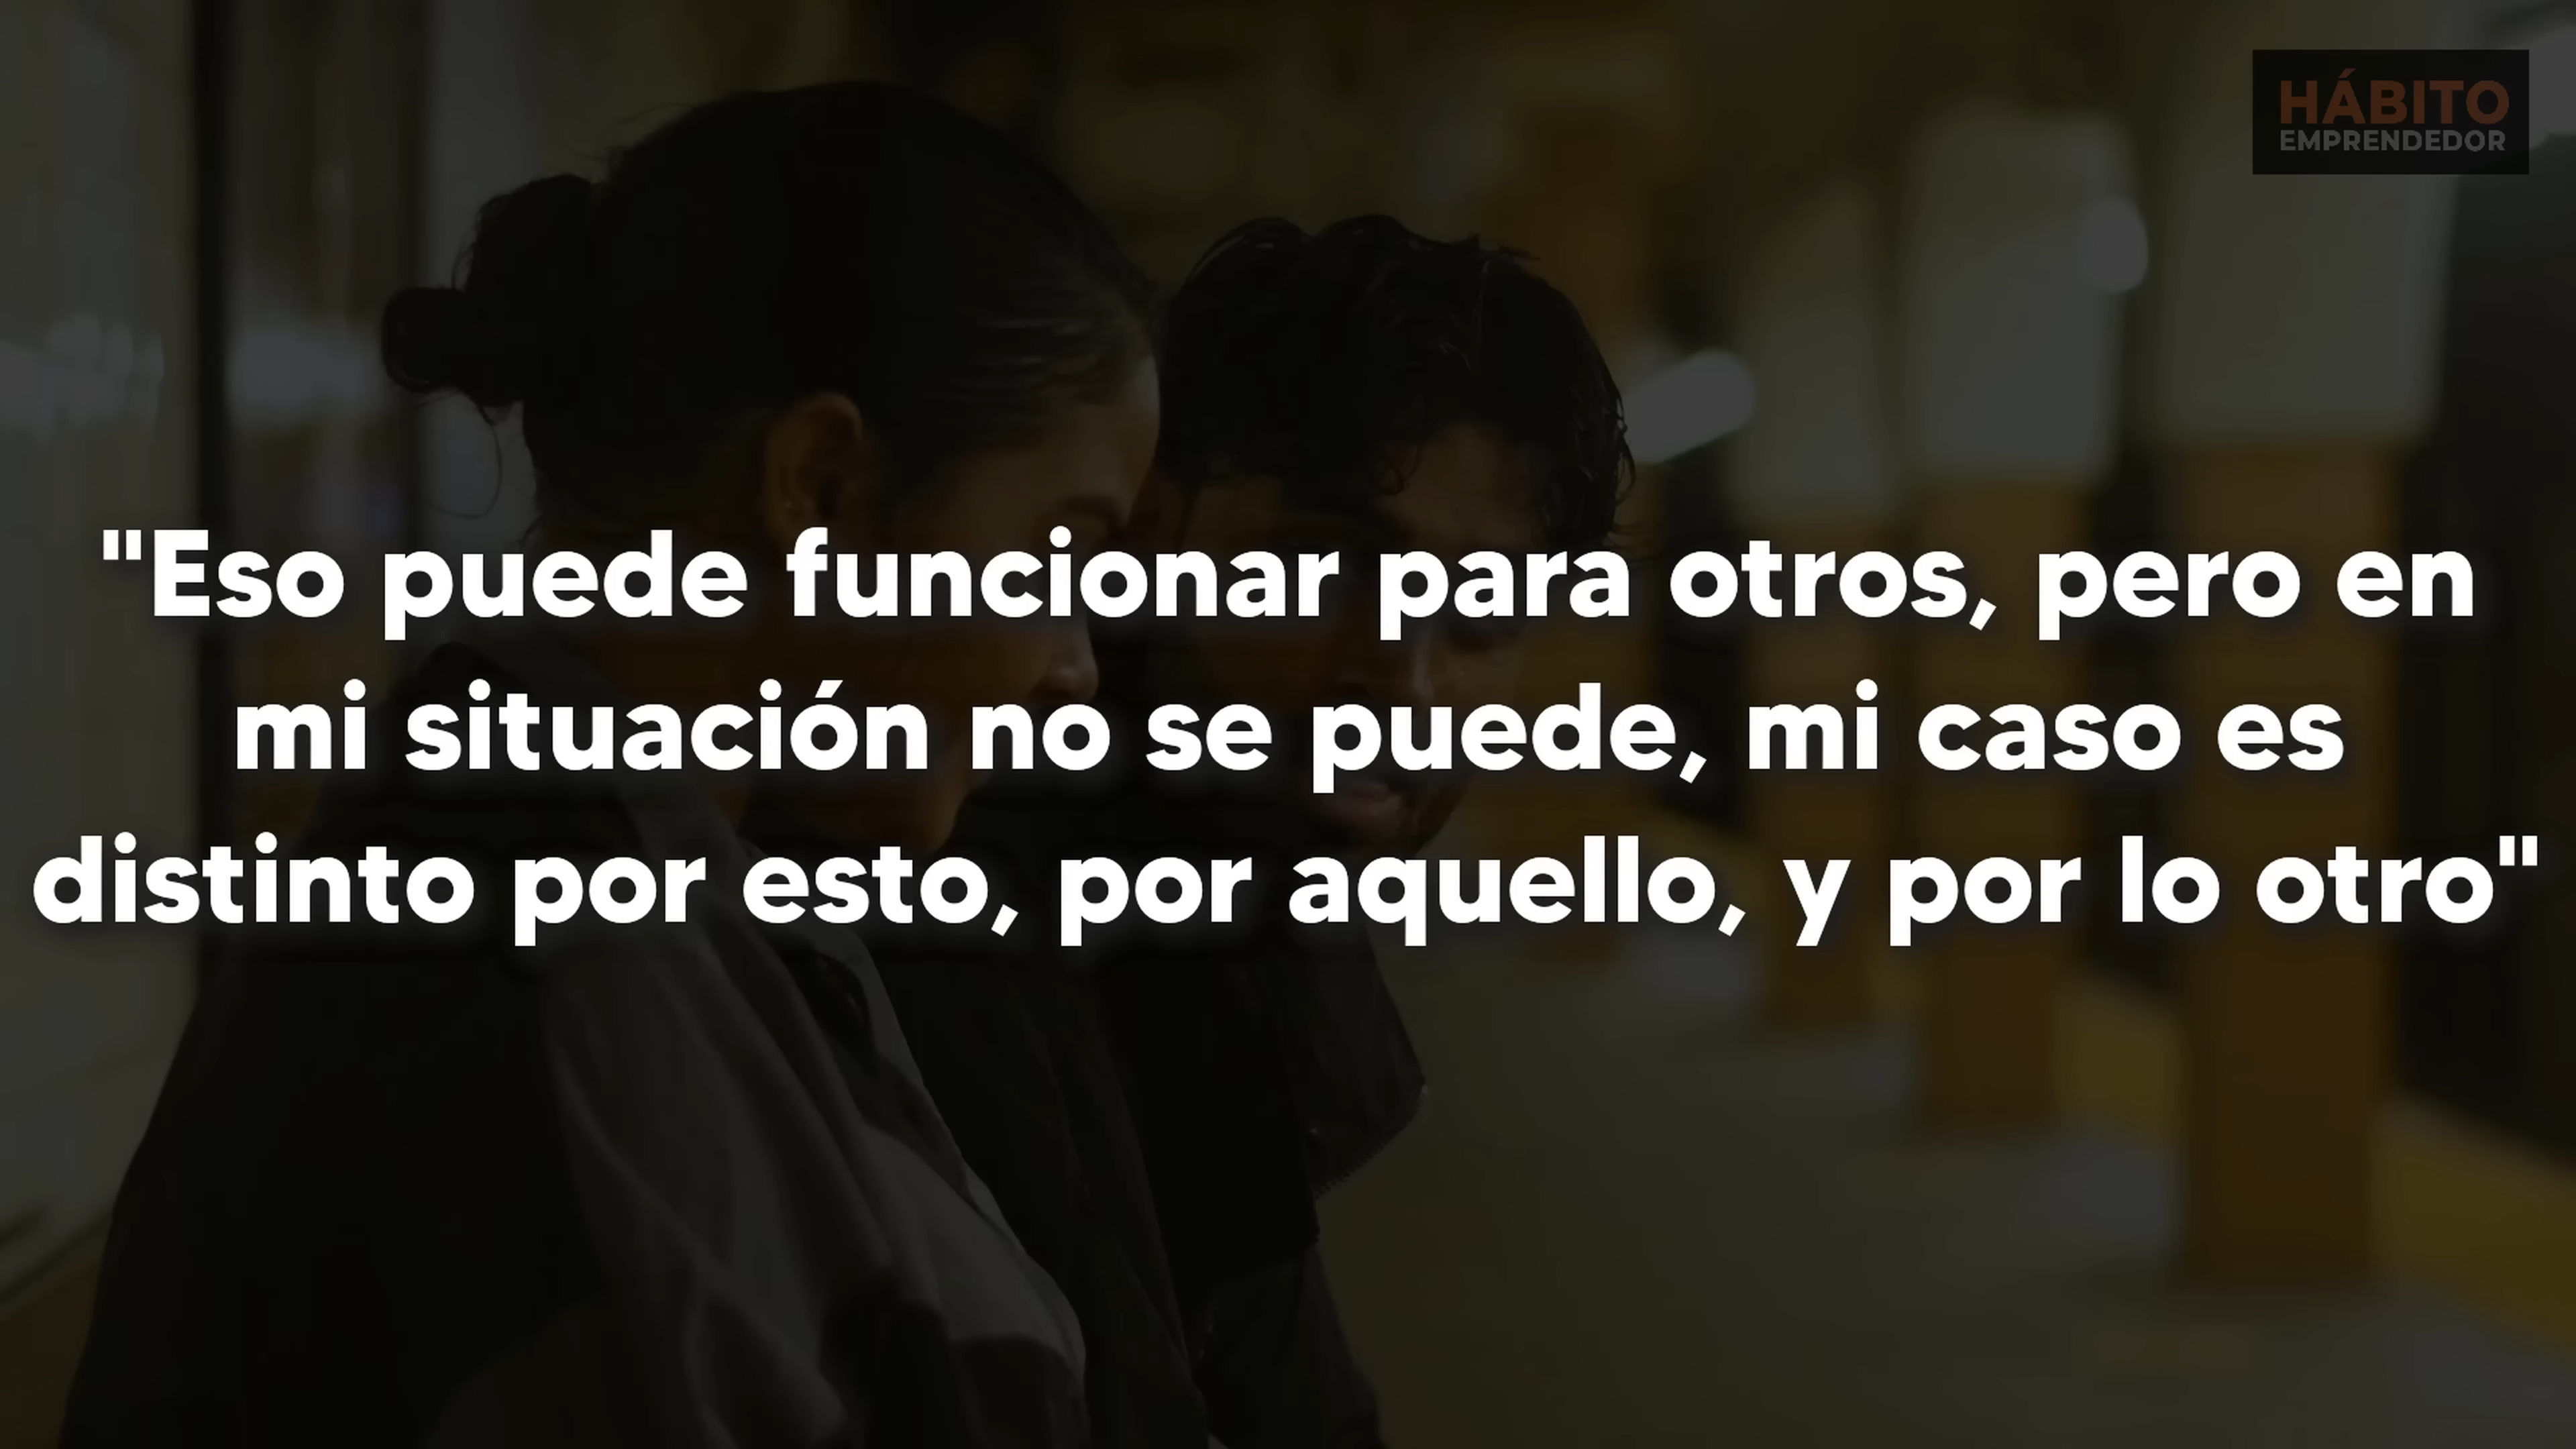 HÁBITO
EMPRENDEDOR
"Eso puede funcionar para otros, pero en
mi situación no se puede, mi caso es
distinto por esto, por aquello, y por lo otro"